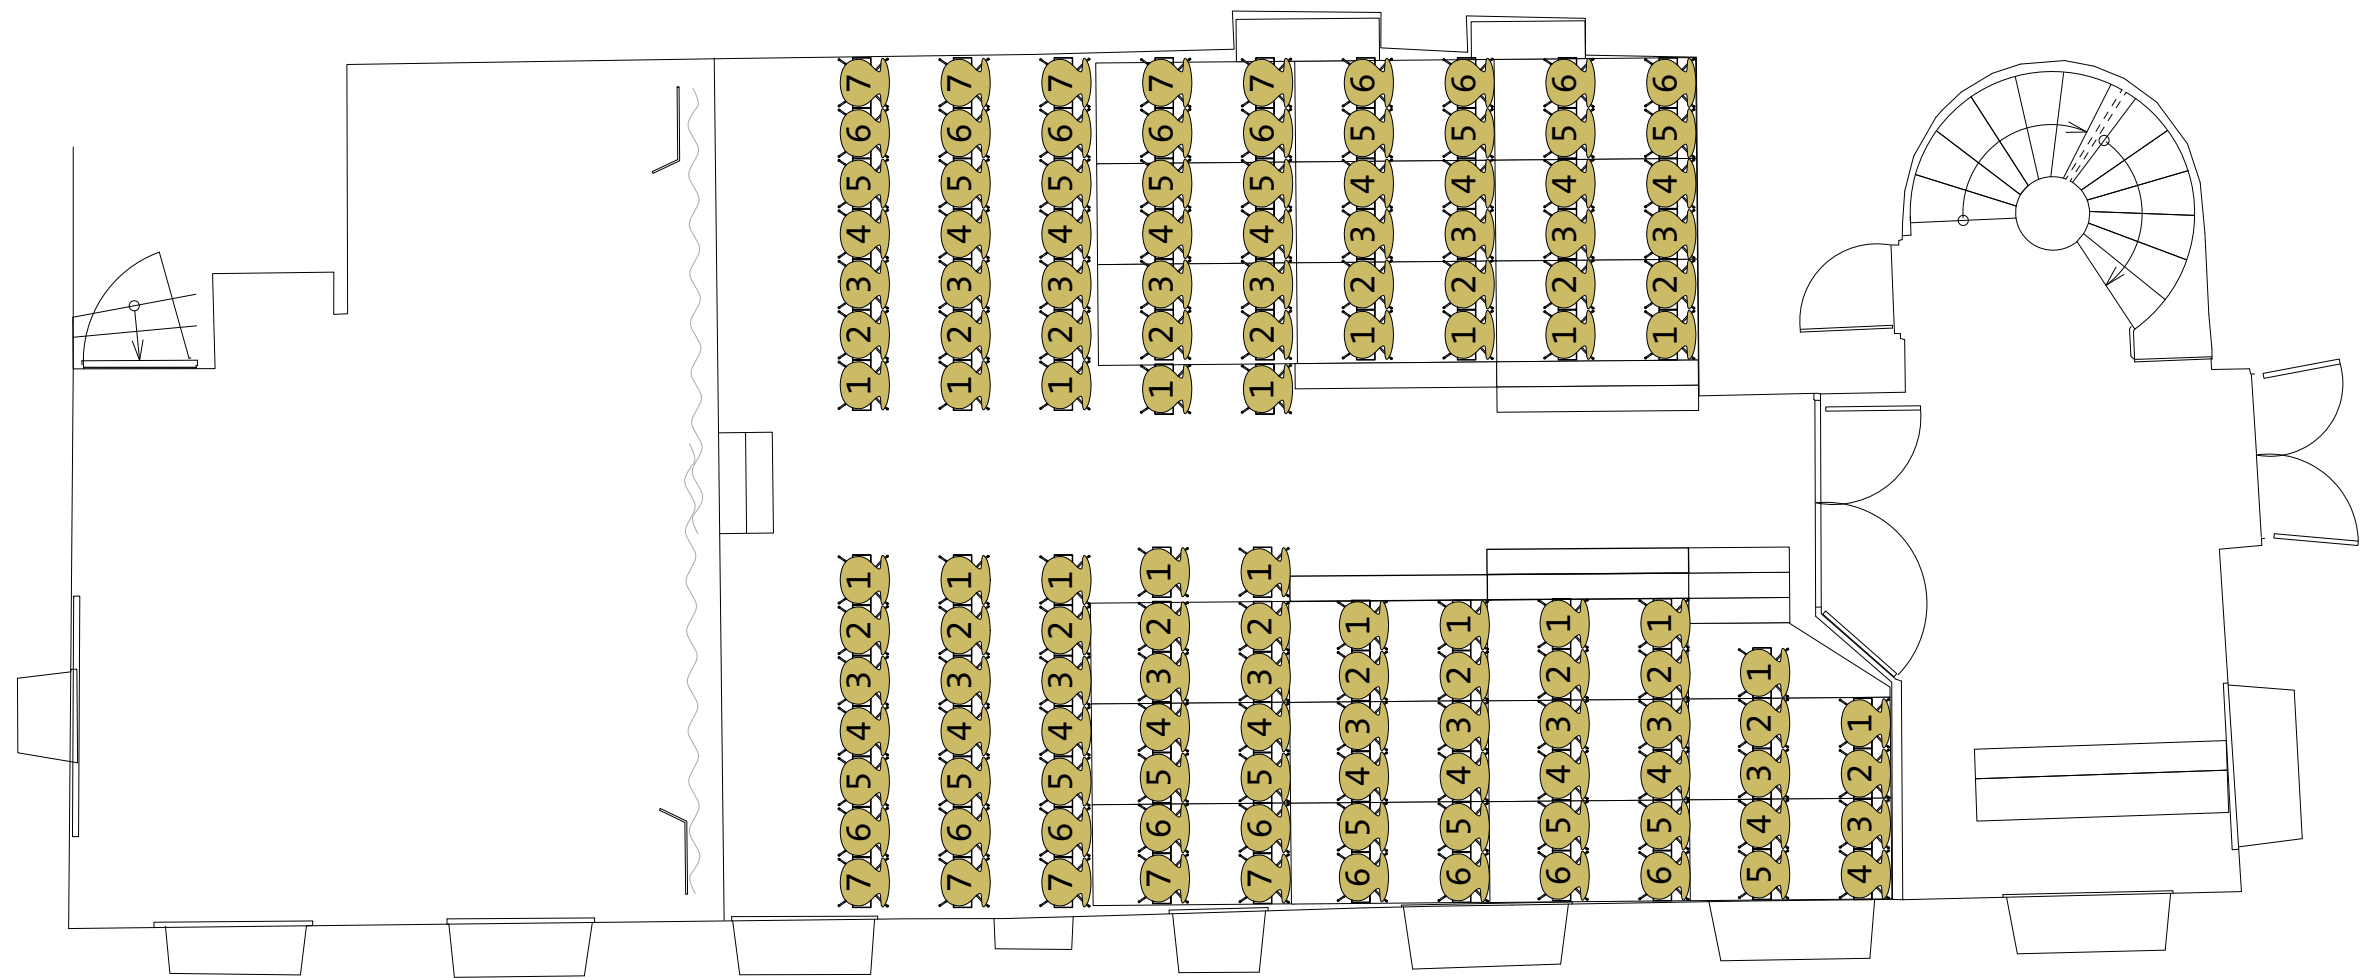 7 7 7 7 7 6 6 6 6
6 6 6 6 6 5 5 5 5
5 5 5 5 5 4 4 4 4
4 4 4 4 4 3 3 3 3
3 3 3 3 3 2 2 2 2
2 2 2 2 2 1 1 1 1
1 1 1 1 1
1 1 1 1 1
2 2 2 2 2 1 1 1 1
3 3 3 3 3 2 2 2 2 1
4 4 4 4 4 3 3 3 3 2 1
5 5 5 5 5 4 4 4 4 3 2
6 6 6 6 6 5 5 5 5 4 3
7 7 7 7 7 6 6 6 6 5 4